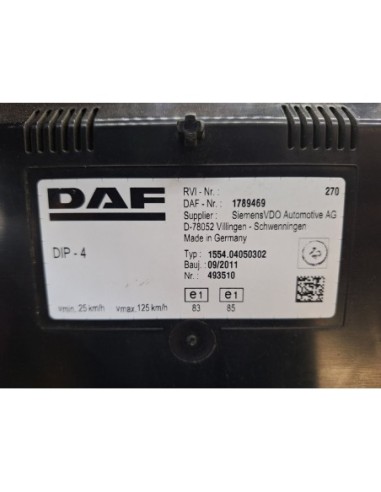 DAF
DIP - 4
vmin. 25 km/h vmax.125 km/h
RVI - Nr.: 270
DAF - Nr.: 1789469
Supplier : SiemensVDO Automotive AG
D-78052 Villingen - Schwenningen
Made in Germany
Typ : 1554.04050302
Bauj. : 09/2011
Nr.: 493510
e1 e1
83 85